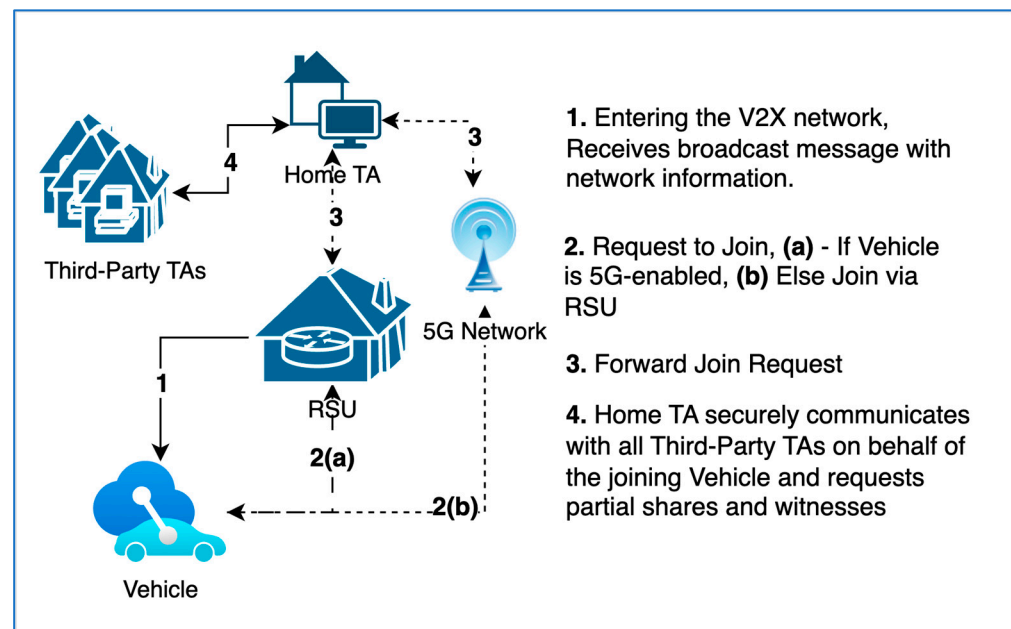 4
Home TA
3
3
Third-Party TAs
5G Network
1
RSU
2(a)
2(b)
Vehicle
1. Entering the V2X network,
Receives broadcast message with
network information.
2. Request to Join, (a) - If Vehicle
is 5G-enabled, (b) Else Join via
RSU
3. Forward Join Request
4. Home TA securely communicates
with all Third-Party TAs on behalf of
the joining Vehicle and requests
partial shares and witnesses